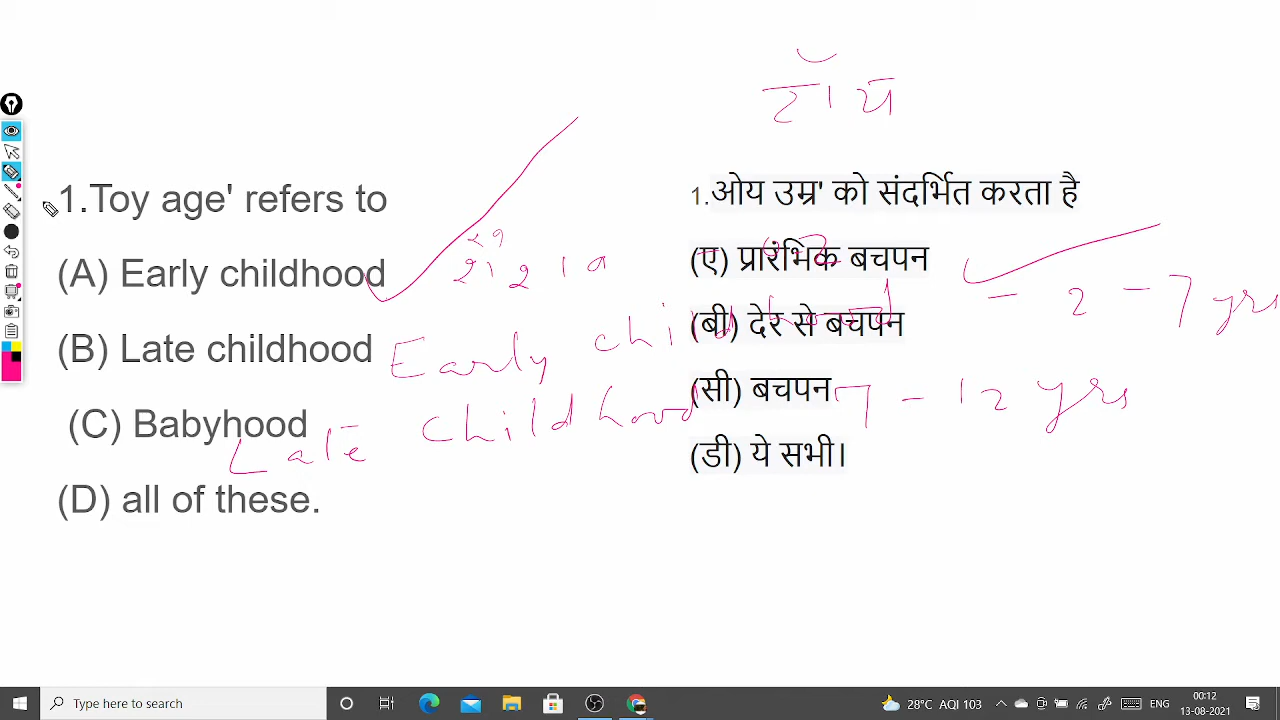 टॉय
1.Toy age' refers to
(A) Early childhood
(B) Late childhood
(C) Babyhood
(D) all of these.
1.ओय उम्र' को संदर्भित करता है
(ए) प्रारंभिक बचपन
(बी) देर से बचपन
(सी) बचपन
(डी) ये सभी।
Early childhood – 2 – 7 yrs
Late childhood 7 – 12 yrs
Type here to search
28°C AQI 103
ENG
00:12
13-08-2021